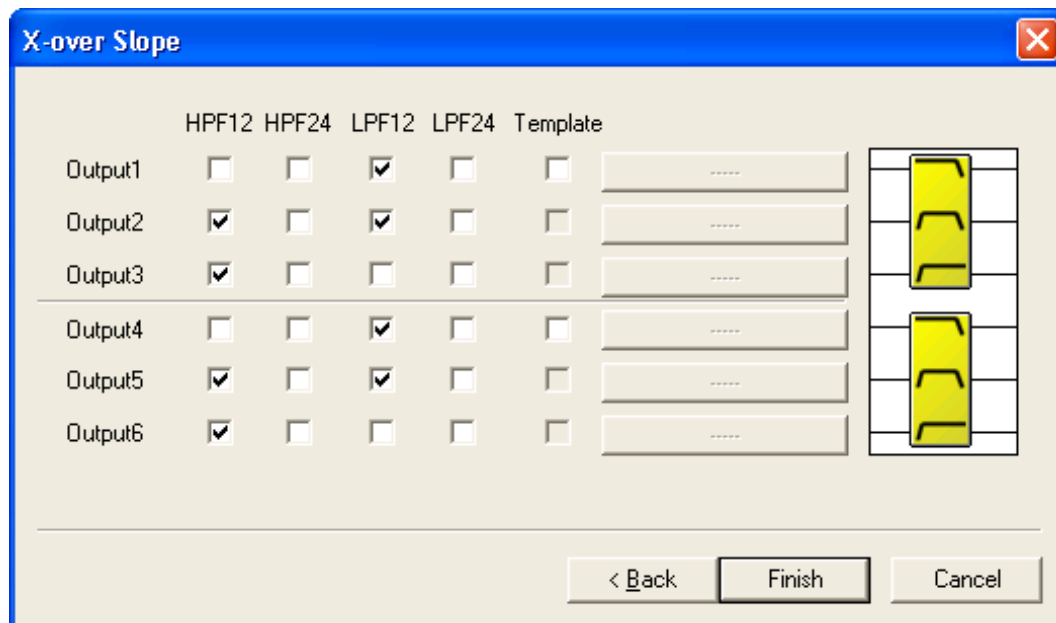 X-over Slope
HPF12 HPF24 LPF12 LPF24 Template
Output1 -----
Output2 -----
Output3 -----
Output4 -----
Output5 -----
Output6 -----
< Back Finish Cancel